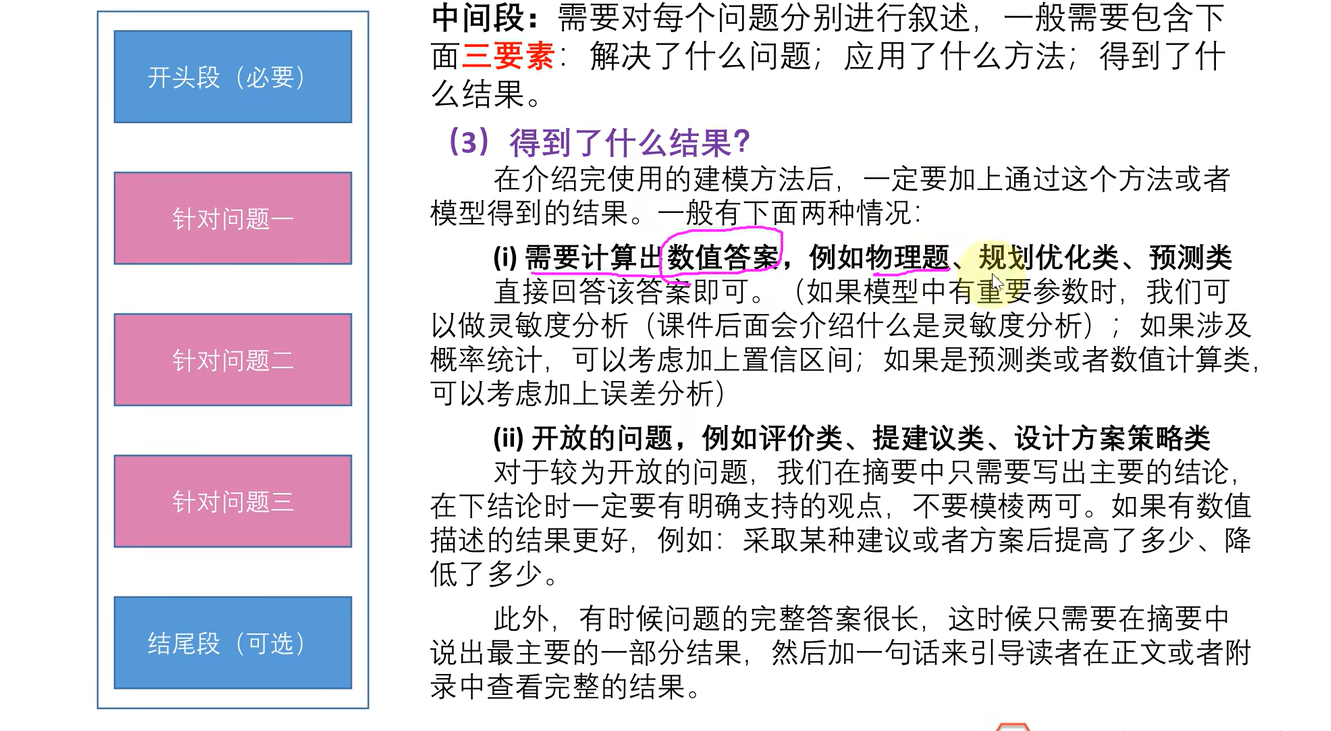 开头段（必要）
针对问题一
针对问题二
针对问题三
结尾段（可选）
中间段：需要对每个问题分别进行叙述，一般需要包含下
面三要素：解决了什么问题；应用了什么方法；得到了什
么结果。
（3）得到了什么结果？
在介绍完使用的建模方法后，一定要加上通过这个方法或者
模型得到的结果。一般有下面两种情况：
(i) 需要计算出数值答案，例如物理题、规划优化类、预测类
直接回答该答案即可。（如果模型中有重要参数时，我们可
以做灵敏度分析（课件后面会介绍什么是灵敏度分析）；如果涉及
概率统计，可以考虑加上置信区间；如果是预测类或者数值计算类，
可以考虑加上误差分析）
(ii) 开放的问题，例如评价类、提建议类、设计方案策略类
对于较为开放的问题，我们在摘要中只需要写出主要的结论，
在下结论时一定要有明确支持的观点，不要模棱两可。如果有数值
描述的结果更好，例如：采取某种建议或者方案后提高了多少、降
低了多少。
此外，有时候问题的完整答案很长，这时候只需要在摘要中
说出最主要的一部分结果，然后加一句话来引导读者在正文或者附
录中查看完整的结果。